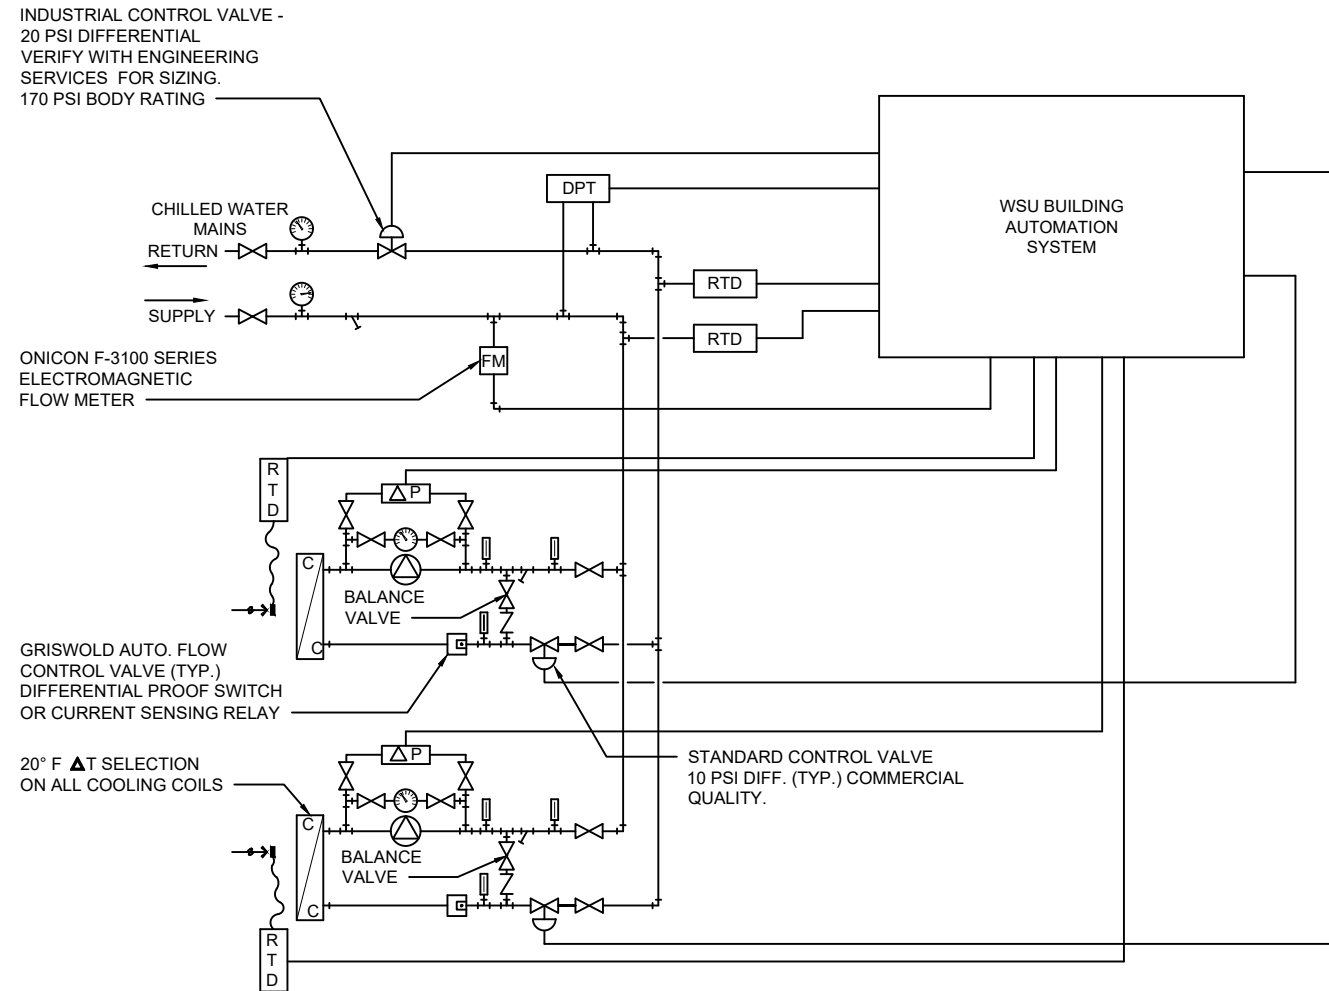 INDUSTRIAL CONTROL VALVE -
20 PSI DIFFERENTIAL
VERIFY WITH ENGINEERING
SERVICES FOR SIZING.
170 PSI BODY RATING
DPT
WSU BUILDING
AUTOMATION
SYSTEM
CHILLED WATER
MAINS
RETURN
RTD
SUPPLY
RTD
ONICON F-3100 SERIES
ELECTROMAGNETIC
FLOW METER
FM
R
T
D
△ P
C
C
BALANCE
VALVE
GRISWOLD AUTO. FLOW
CONTROL VALVE (TYP.)
DIFFERENTIAL PROOF SWITCH
OR CURRENT SENSING RELAY
△ P
STANDARD CONTROL VALVE
10 PSI DIFF. (TYP.) COMMERCIAL
QUALITY.
20° F ΔT SELECTION
ON ALL COOLING COILS
C
C
BALANCE
VALVE
R
T
D